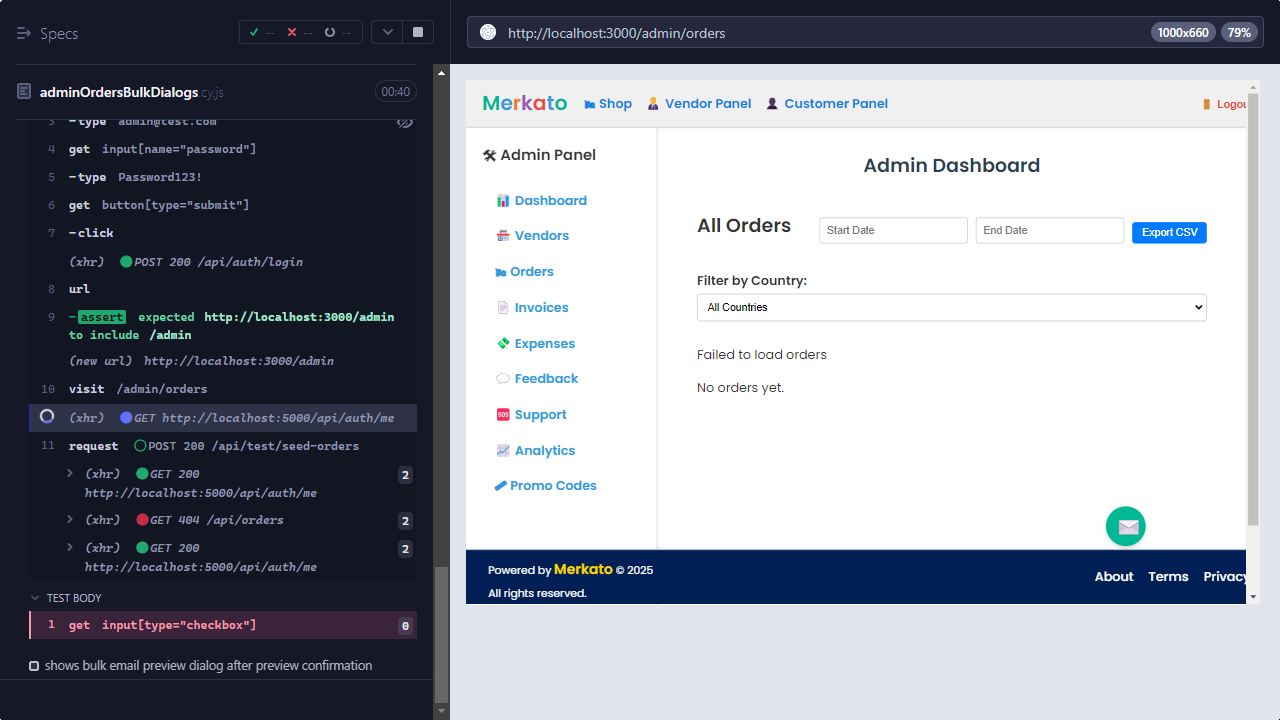 Specs
-- -- --
adminOrdersBulkDialogs cy.js 00:40
3 -type admin@test.com
4 get input[name="password"]
5 -type Password123!
6 get button[type="submit"]
7 -click
(xhr) POST 200 /api/auth/login
8 url
9 -assert expected http://localhost:3000/admin
to include /admin
(new url) http://localhost:3000/admin
10 visit /admin/orders
(xhr) GET http://localhost:5000/api/auth/me
11 request POST 200 /api/test/seed-orders
(xhr) GET 200
http://localhost:5000/api/auth/me
2
(xhr) GET 404 /api/orders 2
(xhr) GET 200
http://localhost:5000/api/auth/me
2
TEST BODY
1 get input[type="checkbox"] 0
shows bulk email preview dialog after preview confirmation
http://localhost:3000/admin/orders 1000x660 79%
Merkato Shop Vendor Panel Customer Panel Logou
Admin Panel
Dashboard
Vendors
Orders
Invoices
Expenses
Feedback
SOS Support
Analytics
Promo Codes
Admin Dashboard
All Orders Start Date End Date Export CSV
Filter by Country:
All Countries
Failed to load orders
No orders yet.
Powered by Merkato © 2025
All rights reserved.
About Terms Privacy